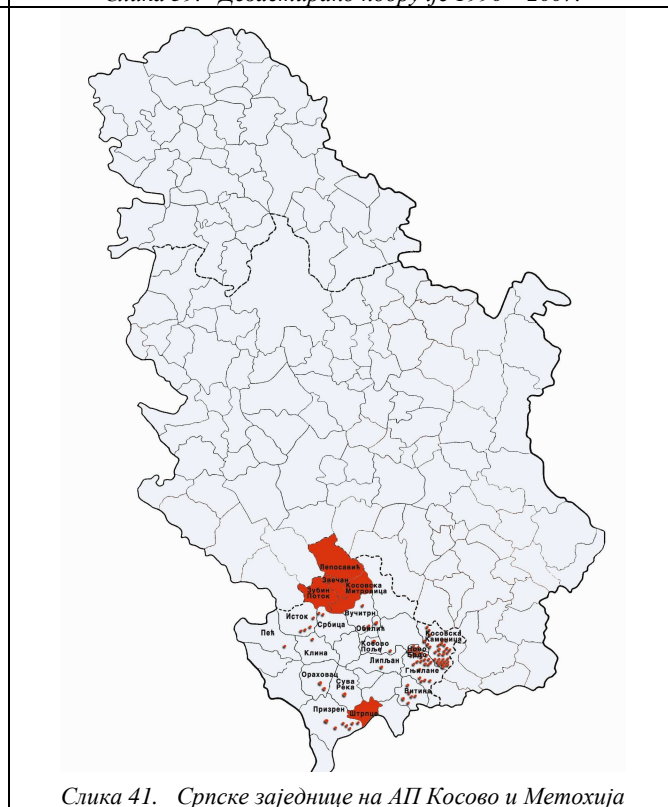 Слика 41. Српске заједнице на АП Косово и Метохија
Лепосавић
Звечан
Зубин
Поток
Косовска
Митровица
Исток
Србица
Вучитрн
Пећ
Обилић
Косово
Поље
Клина
Липљан
Косовска
Каменица
Ново
Брдо
Гњилане
Ораховац
Сува
Река
Витина
Призрен
Штрпце